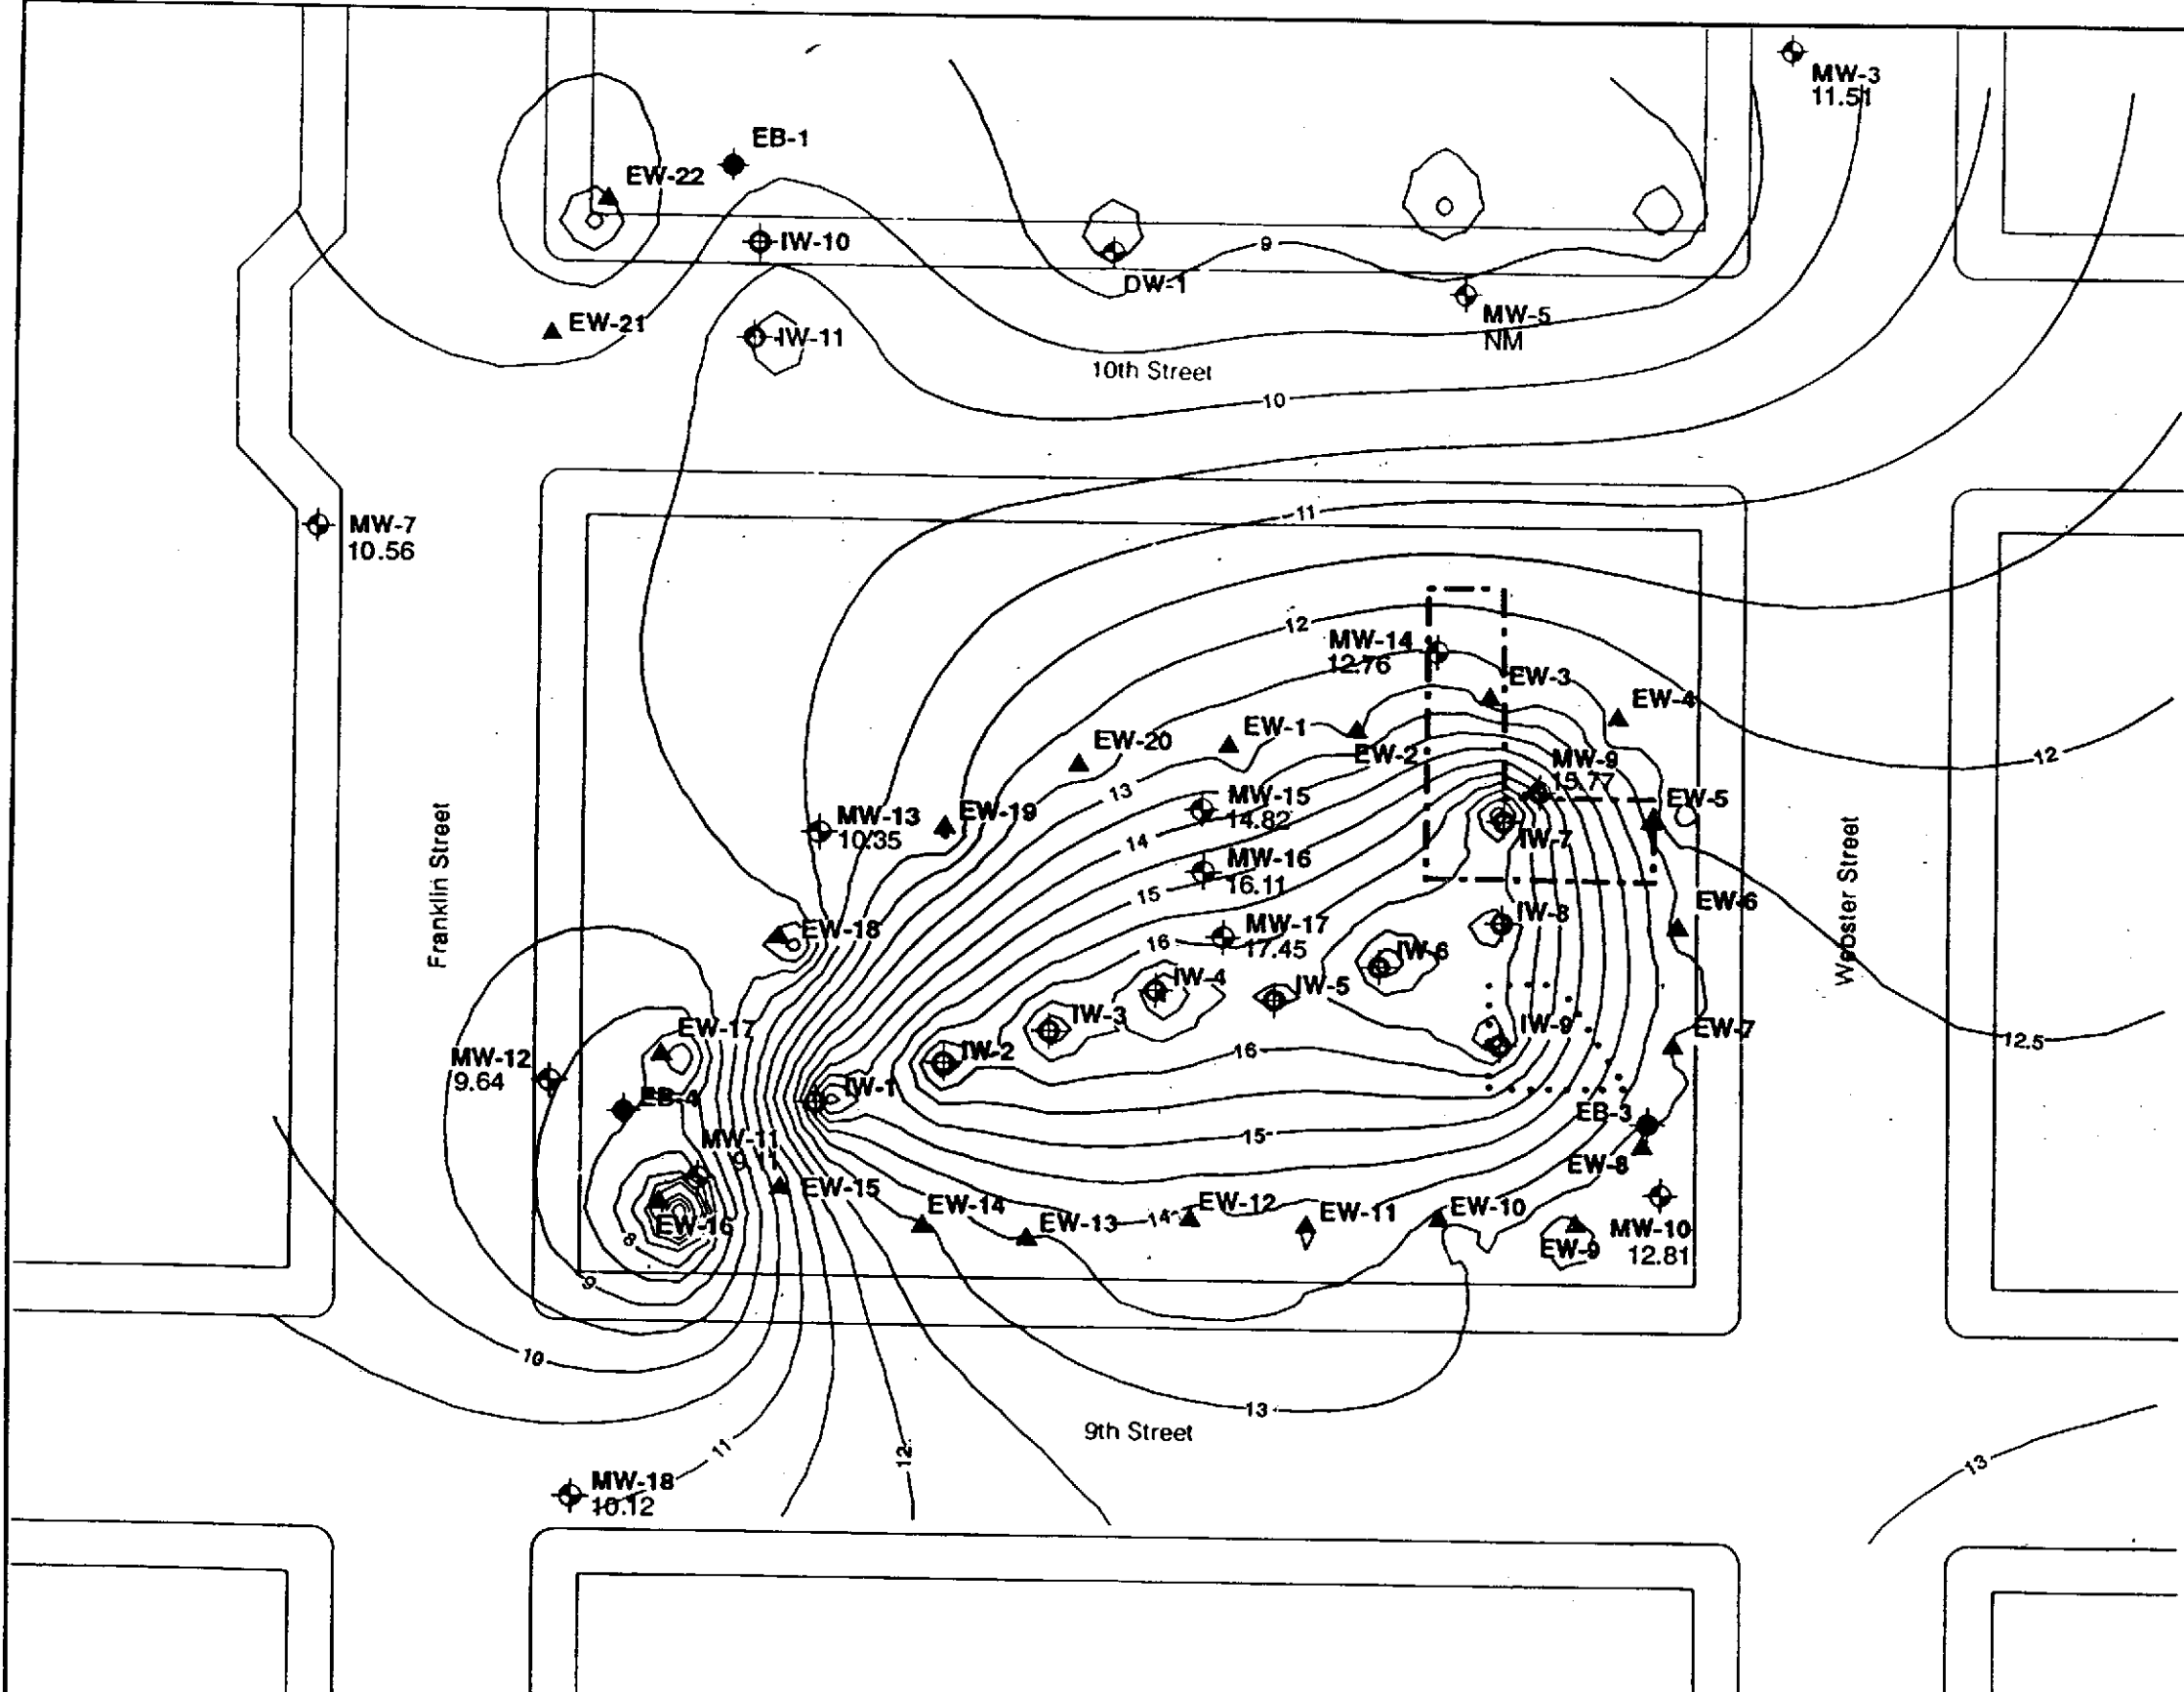 MW-3
11.51
EB-1
EW-22
IW-10
9
DW-1
EW-21
IW-11
MW-5
NM
10th Street
10
MW-7
10.56
11
12
MW-14
12.76
EW-3
EW-4
EW-1
EW-20
EW-2
12
MW-9
15.77
13
MW-15
14.82
EW-5
MW-13
10.35
EW-19
IW-7
14
MW-16
16.11
15
Franklin Street
Webster Street
EW-6
IW-8
EW-18
16
MW-17
17.45
IW-6
IW-4
IW-5
IW-3
IW-9
EW-17
EW-7
12.5
MW-12
9.64
IW-2
16
IW-1
EB-4
EB-3
MW-11
9.11
15
EW-8
EW-15
EW-14
EW-13
14
EW-12
EW-11
EW-10
EW-16
8
MW-10
12.81
EW-9
9
10
13
9th Street
11
12
13
MW-18
10.12